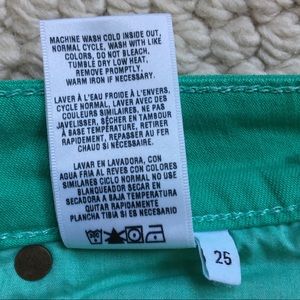 MACHINE WASH COLD INSIDE OUT,
NORMAL CYCLE, WASH WITH LIKE
COLORS, DO NOT BLEACH.
TUMBLE DRY LOW HEAT,
REMOVE PROMPTLY.
WARM IRON IF NECESSARY.
LAVER À L'EAU FROIDE À L'ENVERS.
CYCLE NORMAL, LAVER AVEC DES
COULEURS SIMILAIRES, NE PAS
JAVELISSER. SÉCHER EN TAMBOUR
A BASE TEMPÉRATURE, RETIRER
RAPIDEMENT, REPASSER AU FER
CHAUD SI NÉCESSAIRE.
LAVAR EN LAVADORA, CON
AGUA FRIA AL REVES CON COLORES
SIMILARES CICLO NORMAL NO USE
BLANQUEADOR SECAR EN
SECADORA A BAJA TEMPERATURA
QUITAR RAPIDAMENTE
PLANCHA TIBIA SI ES NECESARIO
25